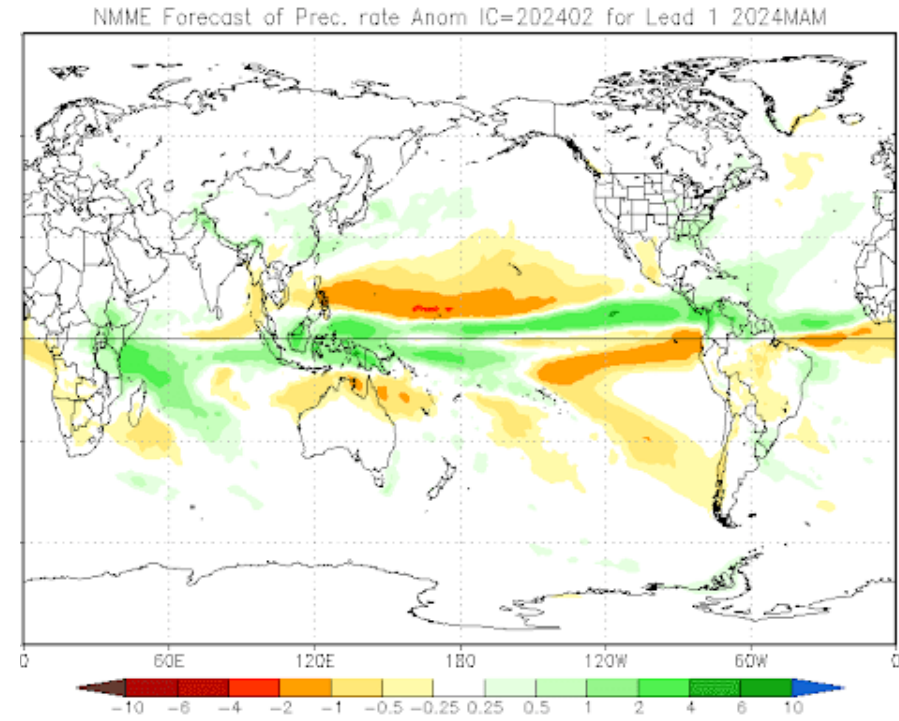 NMME Forecast of Prec. rate Anom IC=202402 for Lead 1 2024MAM
0 60E 120E 180 120W 60W 0
-10 -6 -4 -2 -1 -0.5 -0.25 0.25 0.5 1 2 4 6 10